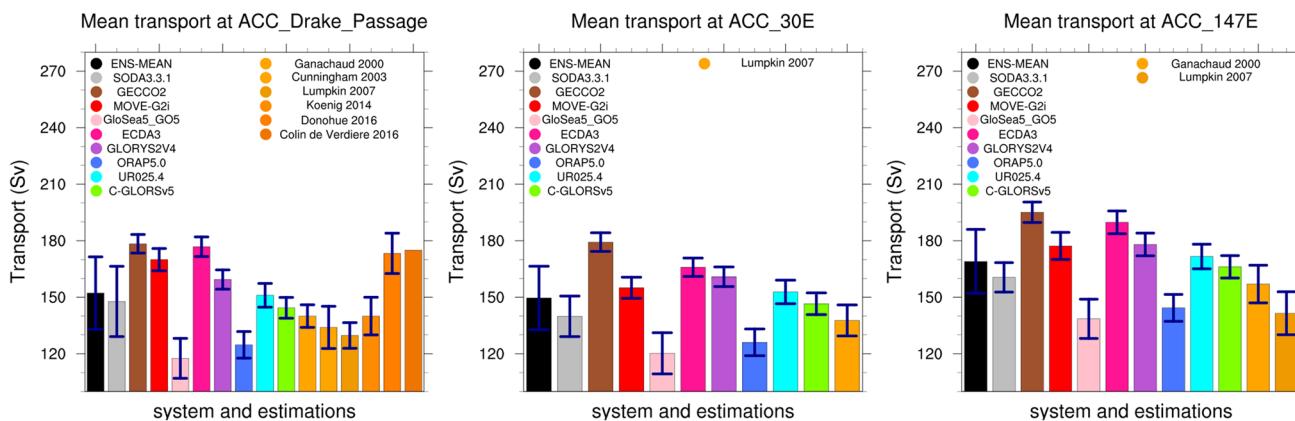 Mean transport at ACC_Drake_Passage
Transport (Sv)
270
240
210
180
150
120
ENS-MEAN
SODA3.3.1
GECCO2
MOVE-G2i
GloSea5_GO5
ECDA3
GLORYS2V4
ORAP5.0
UR025.4
C-GLORSv5
Ganachaud 2000
Cunningham 2003
Lumpkin 2007
Koenig 2014
Donohue 2016
Colin de Verdiere 2016
system and estimations
Mean transport at ACC_30E
Transport (Sv)
270
240
210
180
150
120
ENS-MEAN
SODA3.3.1
GECCO2
MOVE-G2i
GloSea5_GO5
ECDA3
GLORYS2V4
ORAP5.0
UR025.4
C-GLORSv5
Lumpkin 2007
system and estimations
Mean transport at ACC_147E
Transport (Sv)
270
240
210
180
150
120
ENS-MEAN
SODA3.3.1
GECCO2
MOVE-G2i
GloSea5_GO5
ECDA3
GLORYS2V4
ORAP5.0
UR025.4
C-GLORSv5
Ganachaud 2000
Lumpkin 2007
system and estimations